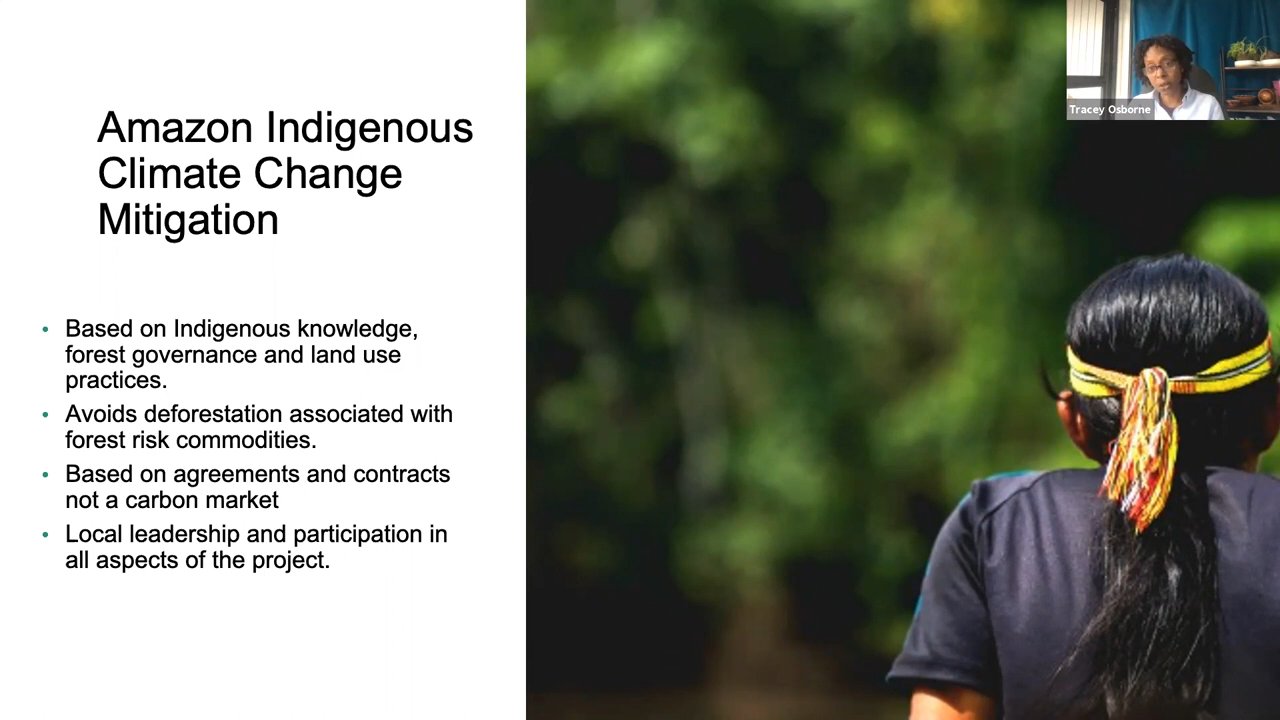 Amazon Indigenous
Climate Change
Mitigation
• Based on Indigenous knowledge,
forest governance and land use
practices.
• Avoids deforestation associated with
forest risk commodities.
• Based on agreements and contracts
not a carbon market
• Local leadership and participation in
all aspects of the project.
Tracey Osborne